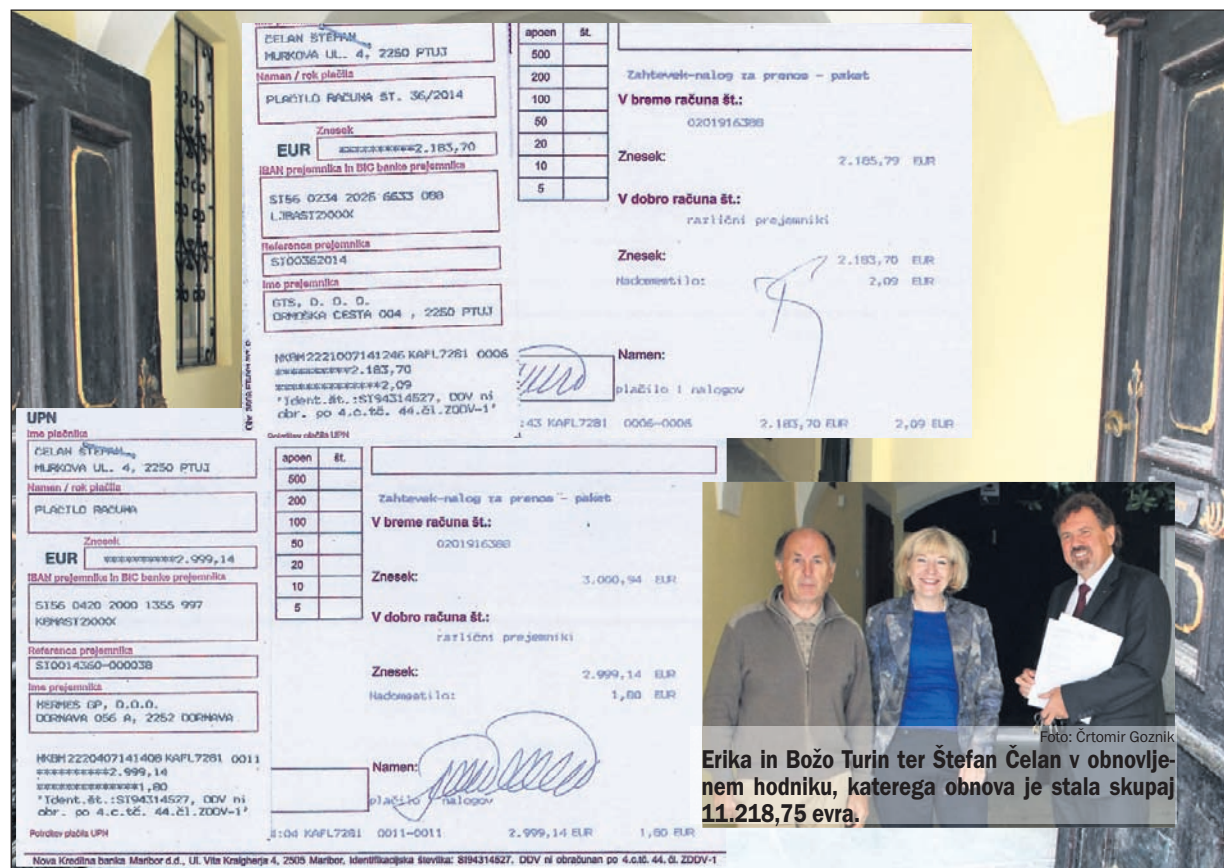 ČELAN ŠTEFAN
MURKOVA UL. 4, 2250 PTUJ
Namen / rok plačila
PLAČILO RAČUNA ŠT. 36/2014
Znesek
EUR **********2.183,70
IBAN prejemnika in BIC banke prejemnika
SI56 0234 2025 6633 088
LJBASI2XXXX
Referenca prejemnika
SI00362014
Ime prejemnika
GTS, D. O. O.
ORMOŠKA CESTA 004 , 2250 PTUJ
NKBM2221007141246 KAFL7281 0006
**********2.183,70
*************2,09
'Ident.št.:SI94314527, DDV ni
obr. po 4.c.tč. 44.čl.ZDDV-1'
Potrditev plačila UPN
apoen št.
500
200
100
50
20
10
5
Zahtevek-nalog za prenos - paket
V breme računa št.:
0201916388
Znesek: 2.185,79 EUR
V dobro računa št.:
različni prejemniki
Znesek: 2.183,70 EUR
Nadomestilo: 2,09 EUR
Namen:
plačilo 1 nalogov
:43 KAFL7281 0006-0006 2.183,70 EUR 2,09 EUR
UPN
Ime plačnika
ČELAN ŠTEFAN
MURKOVA UL. 4, 2250 PTUJ
Namen / rok plačila
PLAČILO RAČUNA
Znesek
EUR **********2.999,14
IBAN prejemnika in BIC banke prejemnika
SI56 0420 2000 1355 997
KBMASI2XXXX
Referenca prejemnika
SI0014360-000038
Ime prejemnika
HERMES GP, D.O.O.
DORNAVA 056 A, 2252 DORNAVA
NKBM2220407141408 KAFL7281 0011
**********2.999,14
*************1,80
'Ident.št.:SI94314527, DDV ni
obr. po 4.c.tč. 44.čl.ZDDV-1'
Potrditev plačila UPN
apoen št.
500
200
100
50
20
10
5
Zahtevek-nalog za prenos - paket
V breme računa št.:
0201916388
Znesek: 3.000,94 EUR
V dobro računa št.:
različni prejemniki
Znesek: 2.999,14 EUR
Nadomestilo: 1,80 EUR
Namen:
plačilo nalogov
4:04 KAFL7281 0011-0011 2.999,14 EUR 1,80 EUR
Nova Kreditna banka Maribor d.d., Ul. Vita Kraigherja 4, 2505 Maribor, Identifikacijska številka: SI94314527. DDV ni obračunan po 4.c.tč. 44. čl. ZDDV-1
Foto: Črtomir Goznik
Erika in Božo Turin ter Štefan Čelan v obnovlje-
nem hodniku, katerega obnova je stala skupaj
11.218,75 evra.